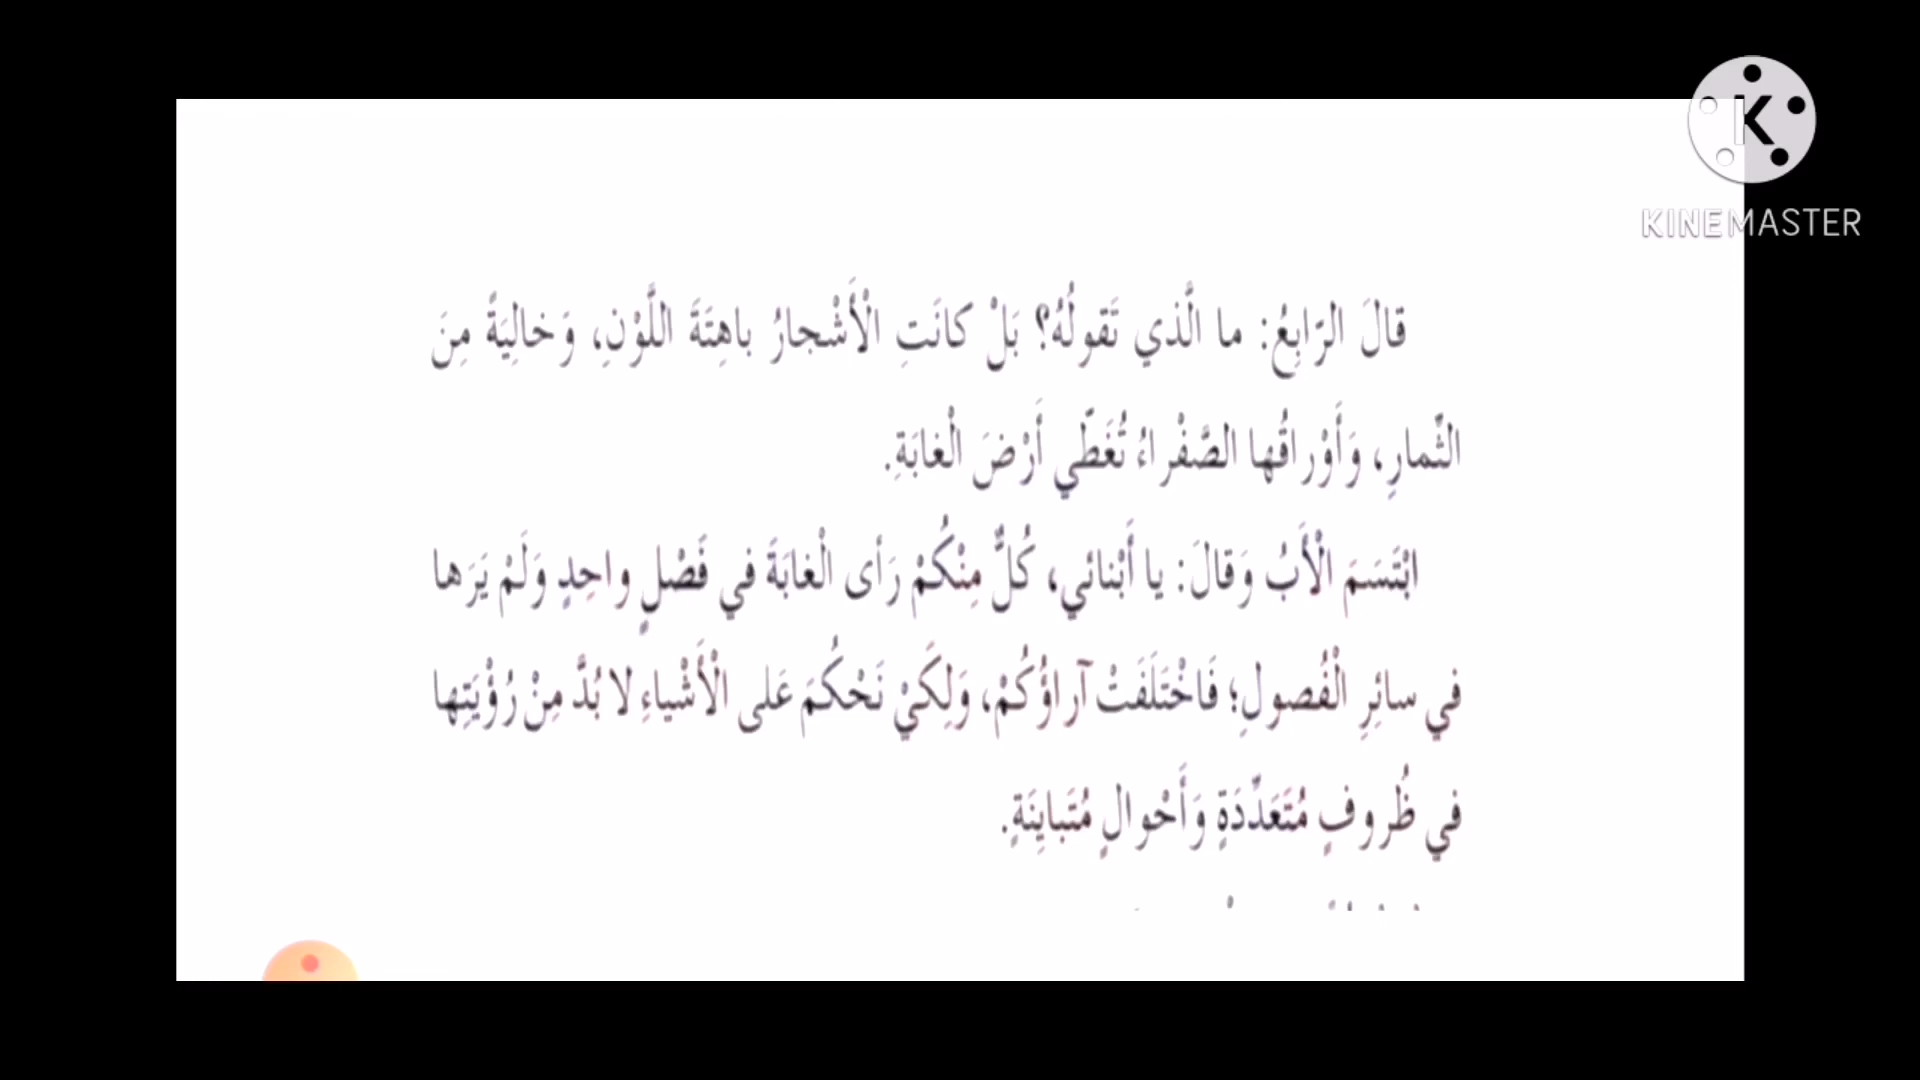 K
KINEMASTER
قالَ الرّابِعُ: ما الَّذي تَقولُهُ؟ بَلْ كانَتِ الْأَشْجارُ باهِتَةَ اللَّوْنِ، وَخالِيَةً مِنَ
الثِّمارِ، وَأَوْراقُها الصَّفْراءُ تُغَطّي أَرْضَ الْغابَةِ.
ابْتَسَمَ الْأَبُ وَقالَ: يا أَبْنائي، كُلٌّ مِنْكُمْ رَأى الْغابَةَ في فَصْلٍ واحِدٍ وَلَمْ يَرَها
في سائِرِ الْفُصولِ؛ فَاخْتَلَفَتْ آراؤُكُمْ، وَلِكَيْ نَحْكُمَ عَلى الْأَشْياءِ لا بُدَّ مِنْ رُؤْيَتِها
في ظُروفٍ مُتَعَدِّدَةٍ وَأَحْوالٍ مُتَبايِنَةٍ.